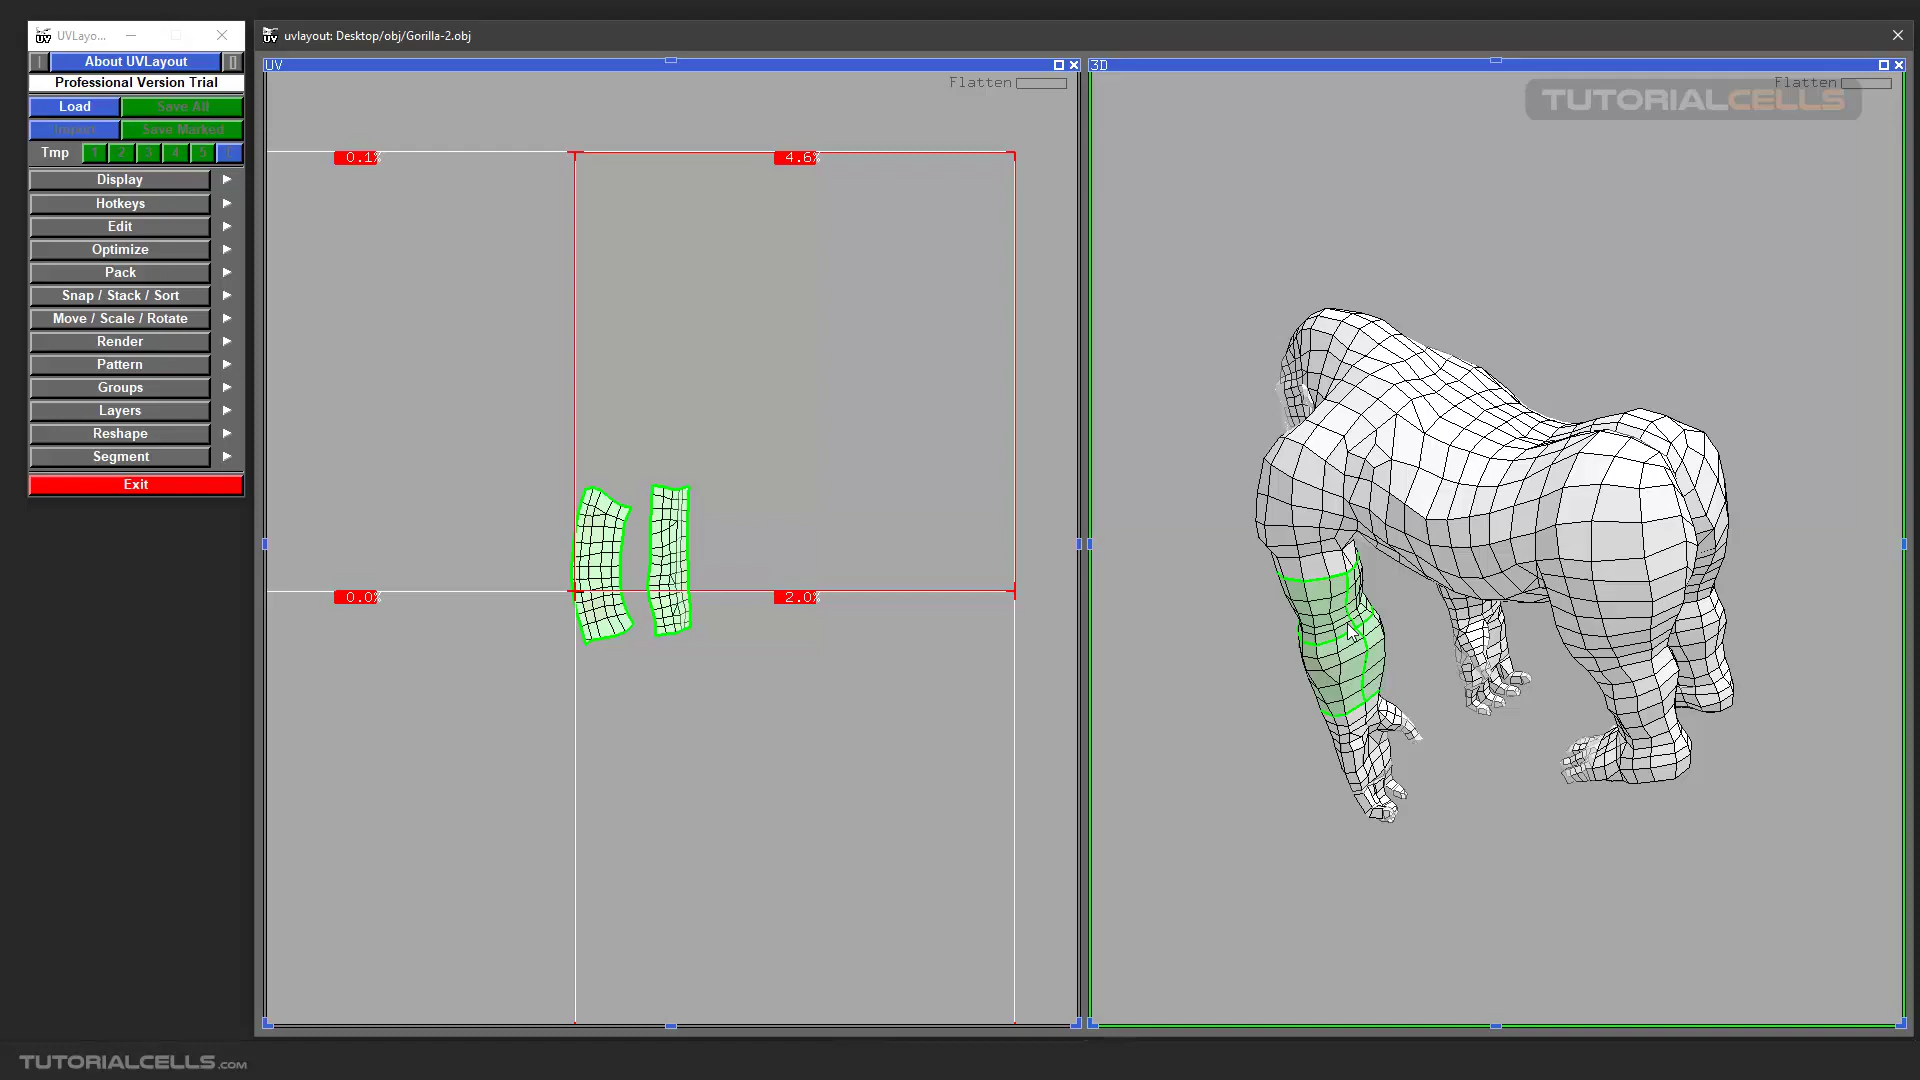 UVLayo...
uvlayout: Desktop/obj/Gorilla-2.obj
About UVLayout
Professional Version Trial
Load
Save All
Import
Save Marked
Tmp 1 2 3 4 5
Display
Hotkeys
Edit
Optimize
Pack
Snap / Stack / Sort
Move / Scale / Rotate
Render
Pattern
Groups
Layers
Reshape
Segment
Exit
UV
Flatten
0.1%
4.6%
0.0%
2.0%
3D
Flatten
TUTORIALCELLS
TUTORIALCELLS.COM